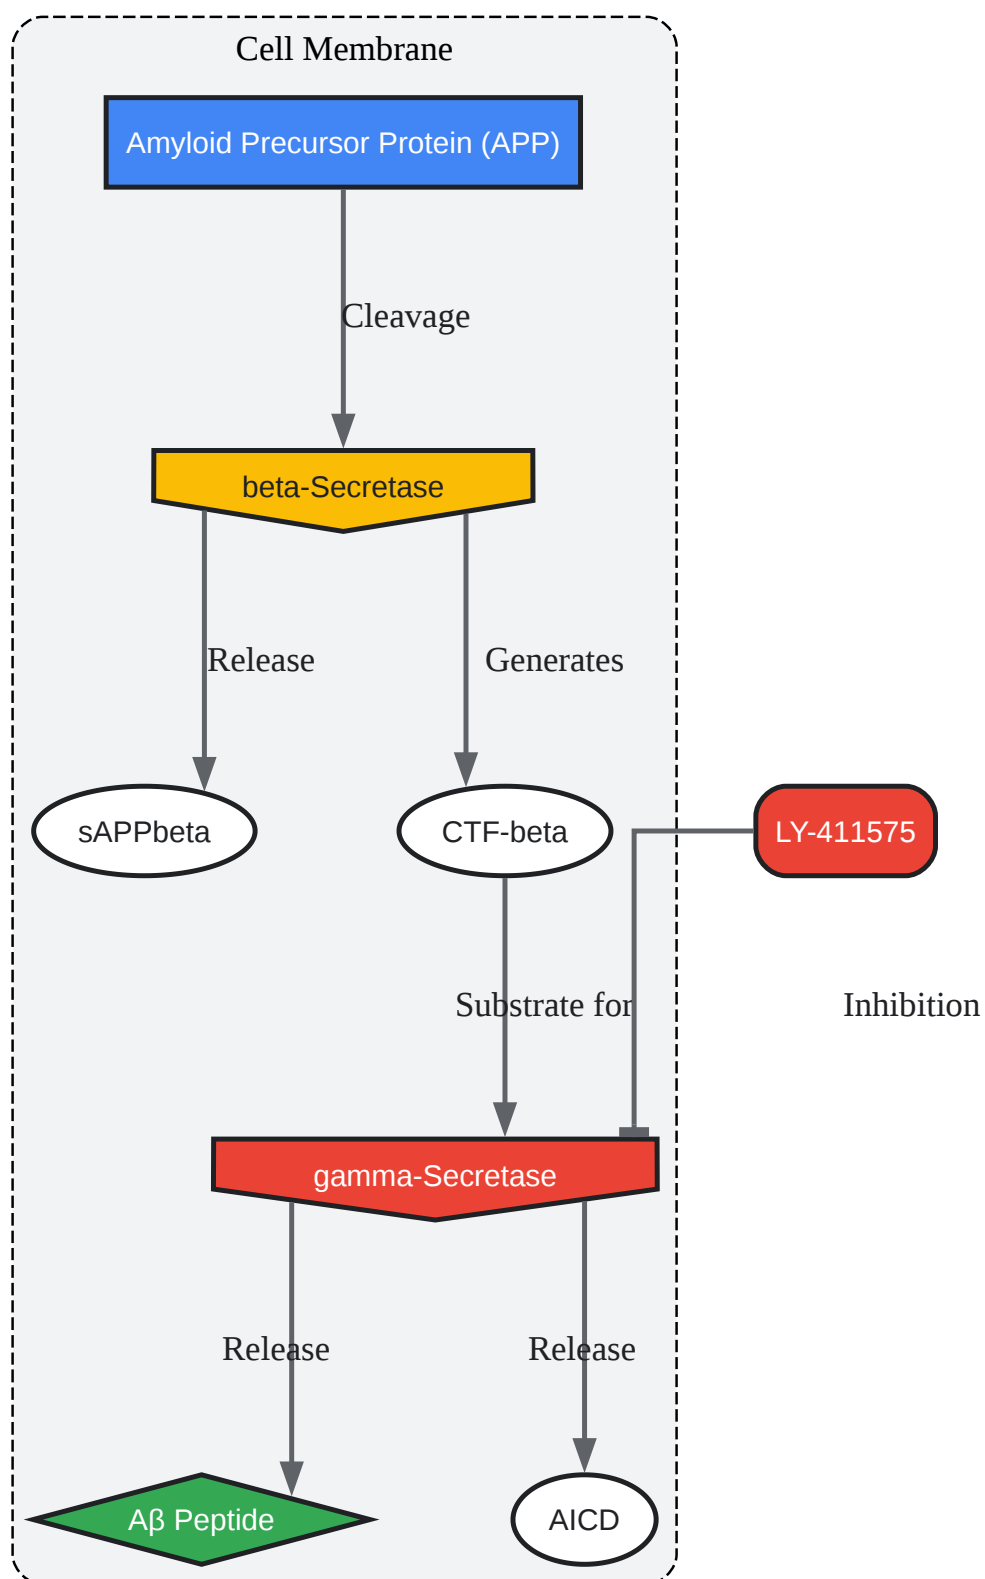 Cell Membrane
Amyloid Precursor Protein (APP)
Cleavage
beta-Secretase
Release
Generates
sAPPbeta
CTF-beta
LY-411575
Substrate for
Inhibition
gamma-Secretase
Release
Release
Aβ Peptide
AICD